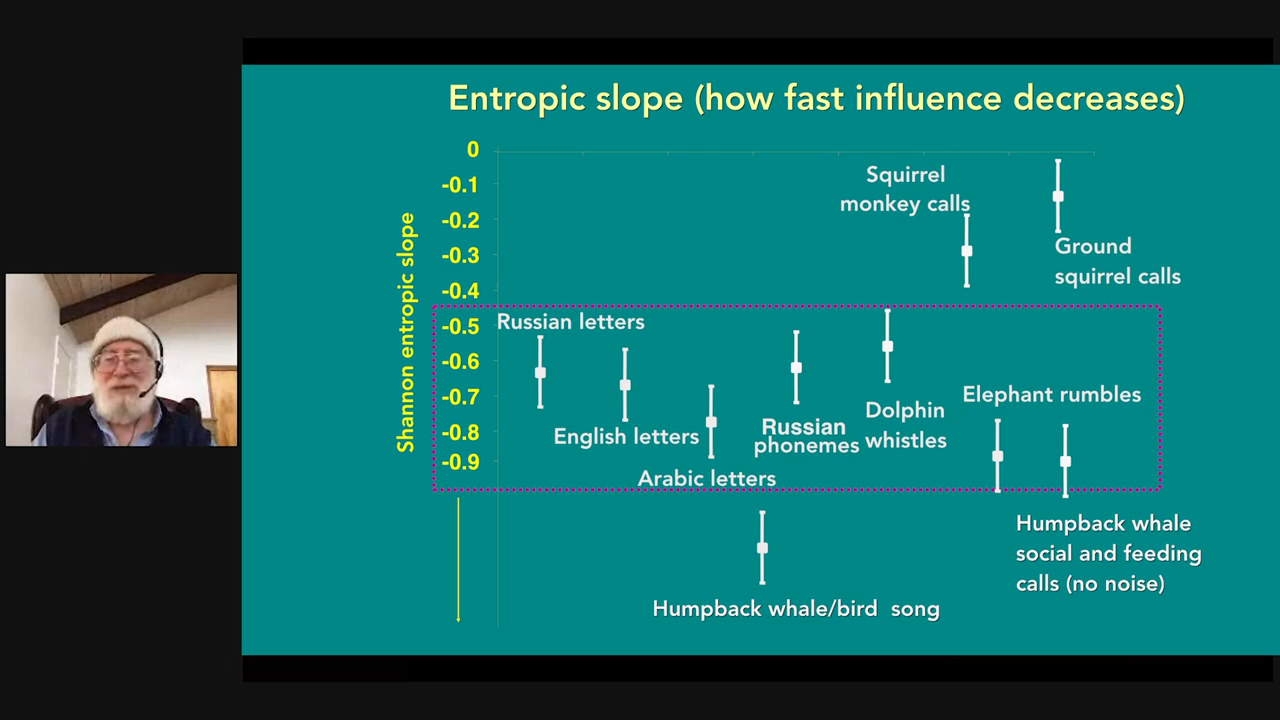 Entropic slope (how fast influence decreases)
Shannon entropic slope
0
-0.1
-0.2
-0.3
-0.4
-0.5
-0.6
-0.7
-0.8
-0.9
Squirrel
monkey calls
Ground
squirrel calls
Russian letters
English letters
Arabic letters
Russian
phonemes
Dolphin
whistles
Elephant rumbles
Humpback whale
social and feeding
calls (no noise)
Humpback whale/bird song